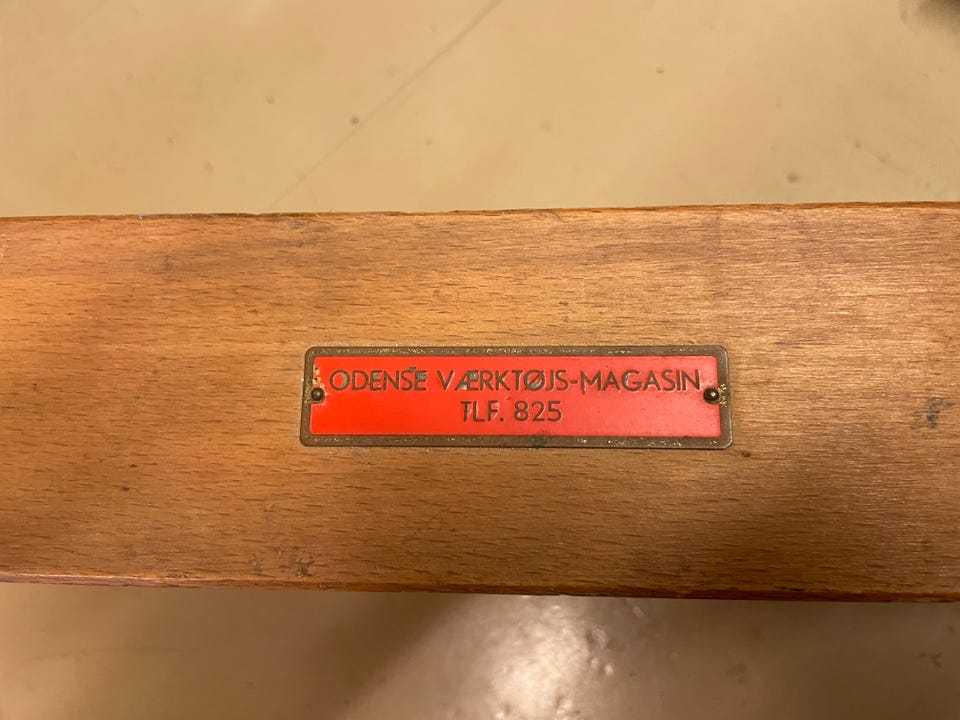 ODENSE VÆRKTØJS-MAGASIN
TLF. 825